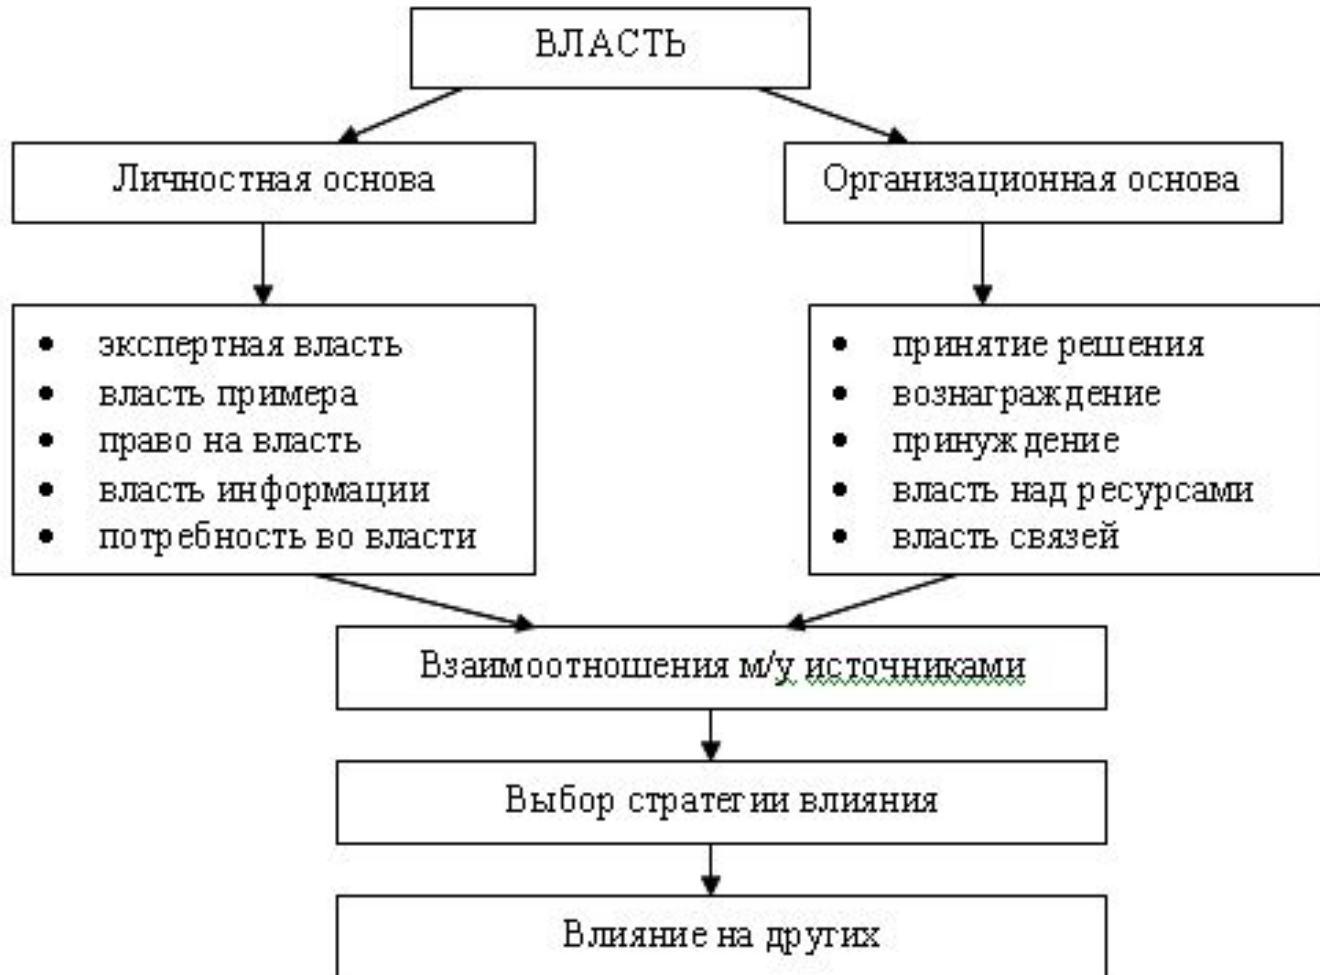 ВЛАСТЬ
Личностная основа
Организационная основа
• экспертная власть
• власть примера
• право на власть
• власть информации
• потребность во власти
• принятие решения
• вознаграждение
• принуждение
• власть над ресурсами
• власть связей
Взаимоотношения м/у источниками
Выбор стратегии влияния
Влияние на других